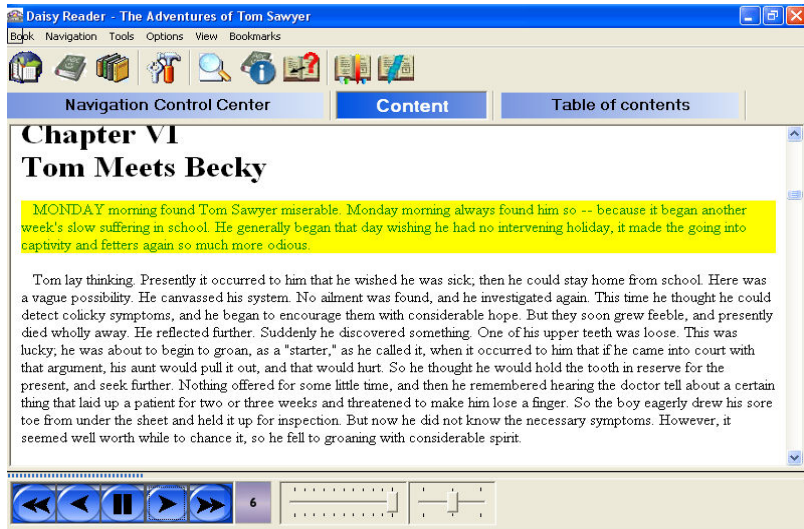 Daisy Reader - The Adventures of Tom Sawyer
Book Navigation Tools Options View Bookmarks
Navigation Control Center Content Table of contents
Chapter VI
Tom Meets Becky
MONDAY morning found Tom Sawyer miserable. Monday morning always found him so -- because it began another
week's slow suffering in school. He generally began that day wishing he had no intervening holiday, it made the going into
captivity and fetters again so much more odious.
Tom lay thinking. Presently it occurred to him that he wished he was sick; then he could stay home from school. Here was
a vague possibility. He canvassed his system. No ailment was found, and he investigated again. This time he thought he could
detect colicky symptoms, and he began to encourage them with considerable hope. But they soon grew feeble, and presently
died wholly away. He reflected further. Suddenly he discovered something. One of his upper teeth was loose. This was
lucky; he was about to begin to groan, as a "starter," as he called it, when it occurred to him that if he came into court with
that argument, his aunt would pull it out, and that would hurt. So he thought he would hold the tooth in reserve for the
present, and seek further. Nothing offered for some little time, and then he remembered hearing the doctor tell about a certain
thing that laid up a patient for two or three weeks and threatened to make him lose a finger. So the boy eagerly drew his sore
toe from under the sheet and held it up for inspection. But now he did not know the necessary symptoms. However, it
seemed well worth while to chance it, so he fell to groaning with considerable spirit.
6